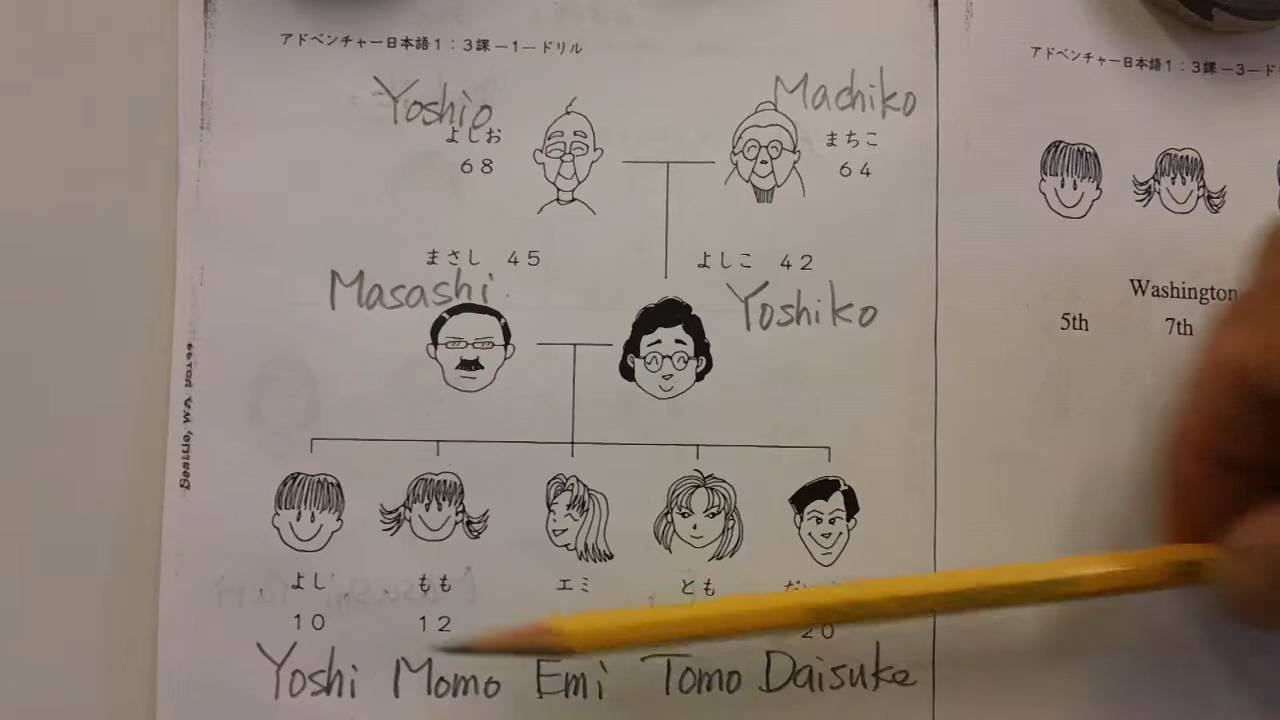 アドベンチャー日本語1:3課ー1ードリル
Yoshio
よしお
68
Machiko
まちこ
64
まさし 45
Masashi
よしこ 42
Yoshiko
よし
もも
エミ
とも
10
12
20
Yoshi Momo Emi Tomo Daisuke
アドベンチャー日本語1:3課ー3ード
Washington
5th
7th